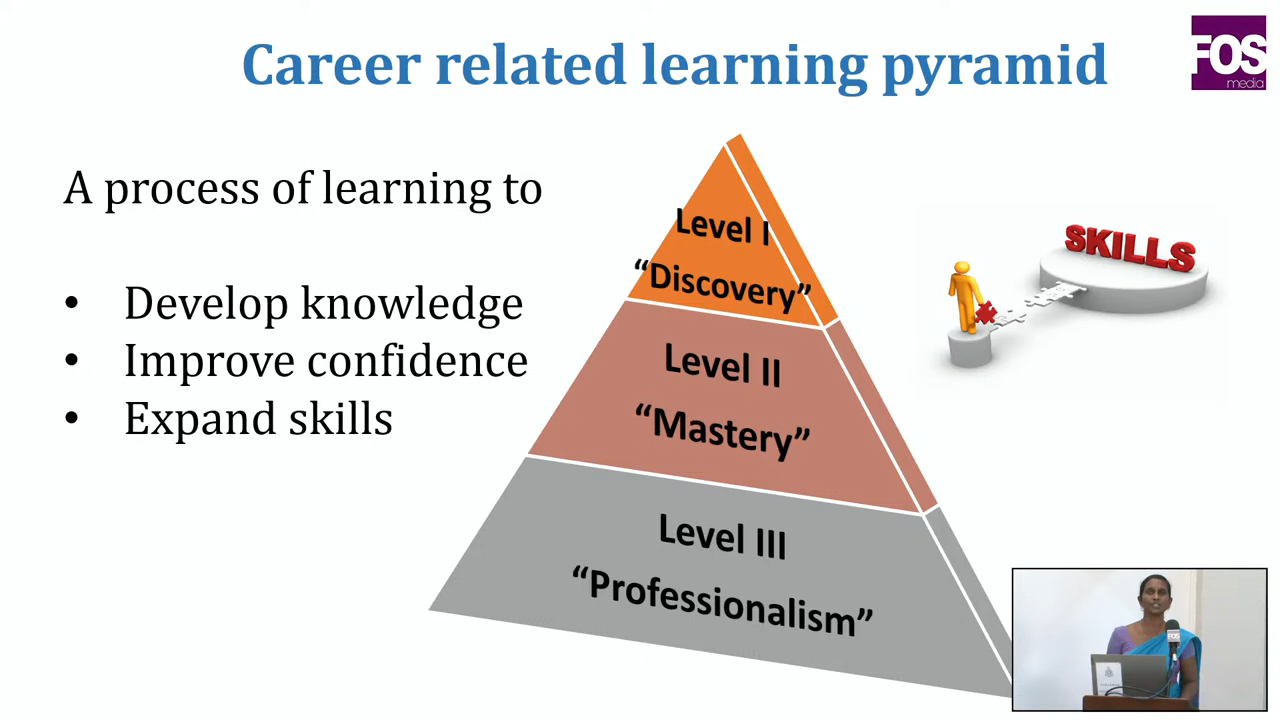 Career related learning pyramid
FOS
media
A process of learning to
• Develop knowledge
• Improve confidence
• Expand skills
Level I
“Discovery”
Level II
“Mastery”
Level III
“Professionalism”
SKILLS
FOS